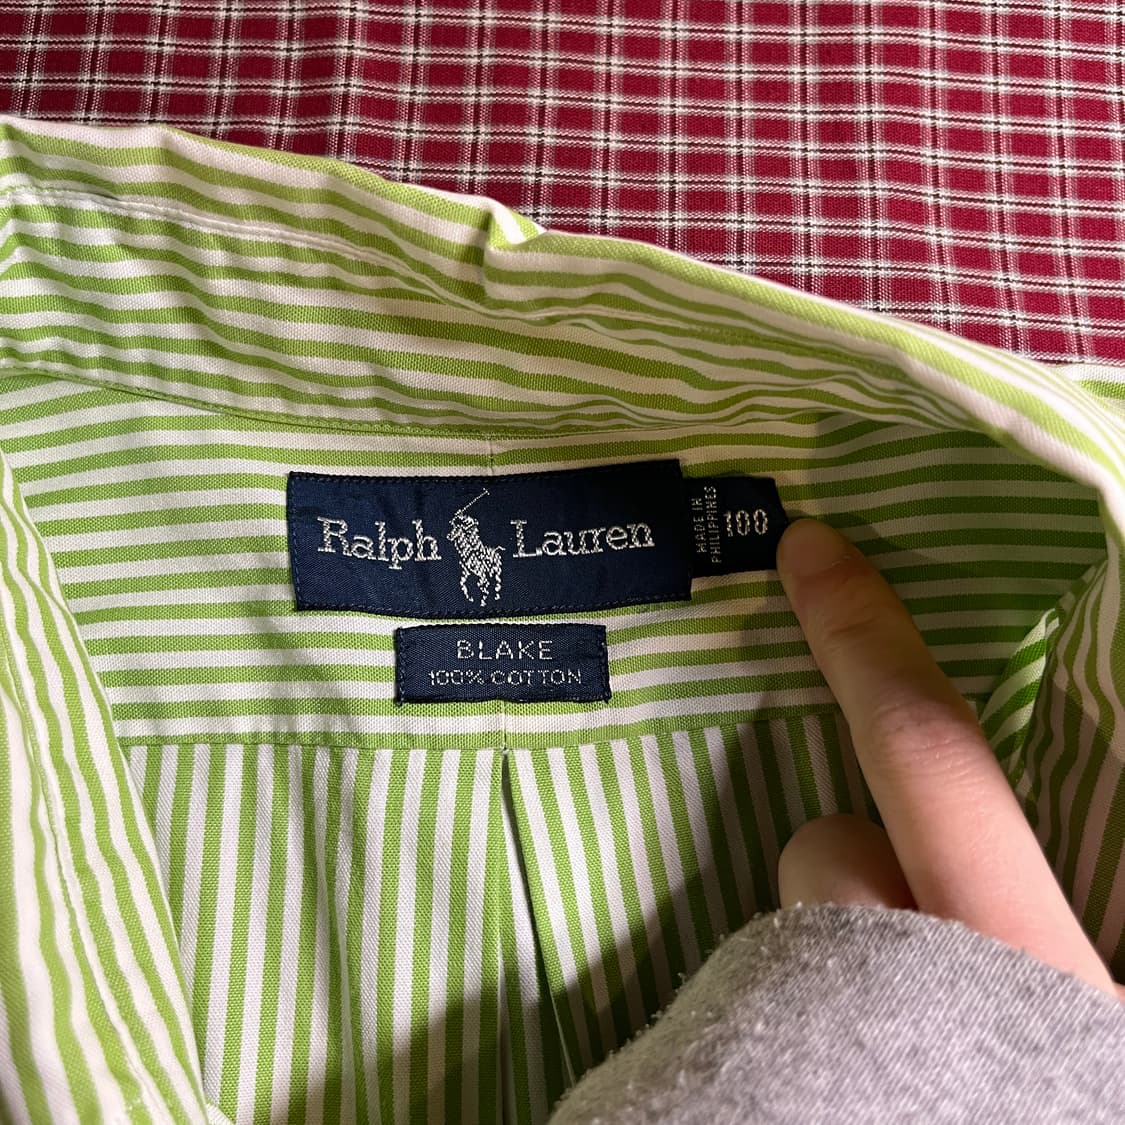 Ralph Lauren
MADE IN
PHILIPPINES
100
BLAKE
100% COTTON